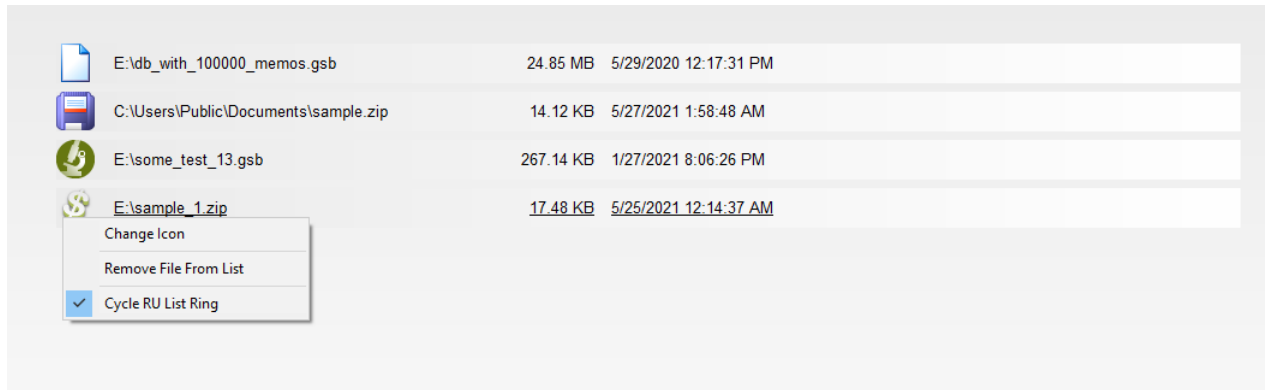 E:\db_with_100000_memos.gsb 24.85 MB 5/29/2020 12:17:31 PM
C:\Users\Public\Documents\sample.zip 14.12 KB 5/27/2021 1:58:48 AM
E:\some_test_13.gsb 267.14 KB 1/27/2021 8:06:26 PM
E:\sample_1.zip 17.48 KB 5/25/2021 12:14:37 AM
Change Icon
Remove File From List
Cycle RU List Ring